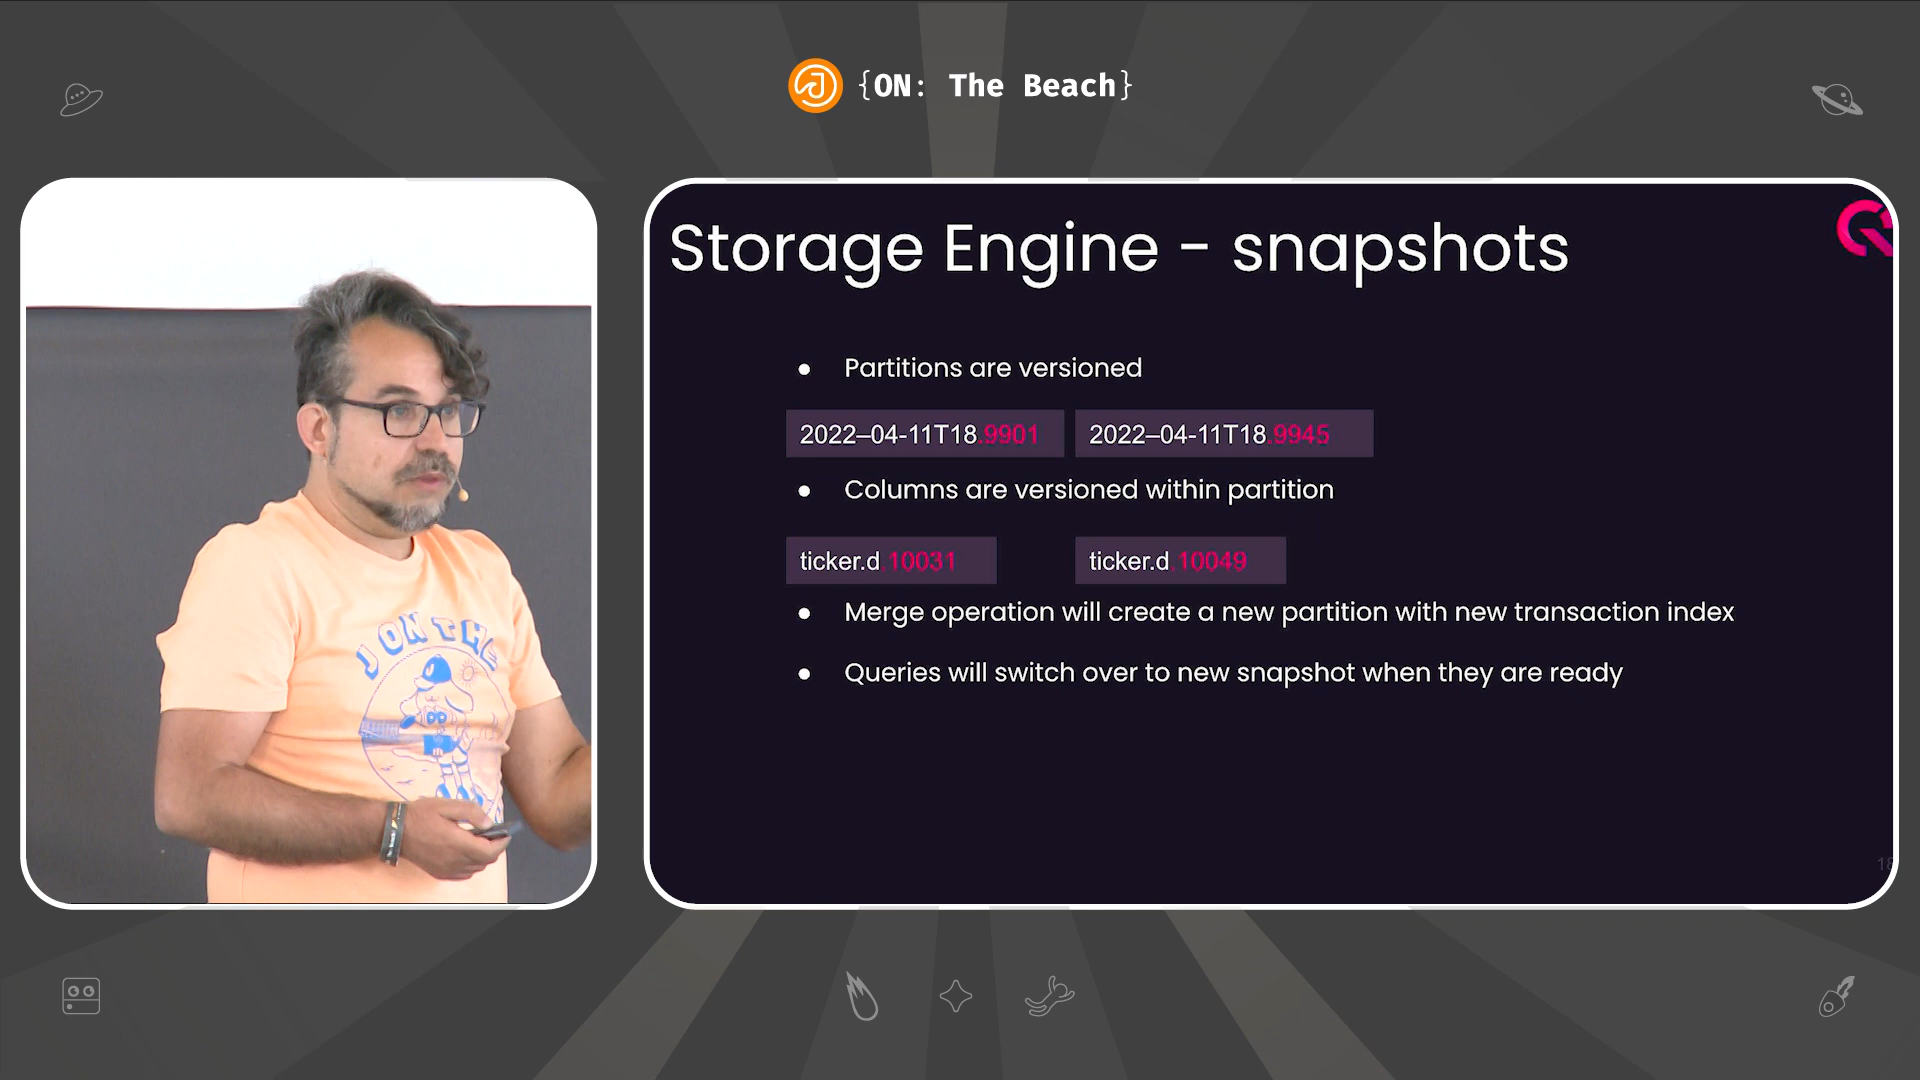 {ON: The Beach}
Storage Engine - snapshots
● Partitions are versioned
2022–04-11T18.9901 2022–04-11T18.9945
● Columns are versioned within partition
ticker.d.10031 ticker.d.10049
● Merge operation will create a new partition with new transaction index
● Queries will switch over to new snapshot when they are ready
J ON THE